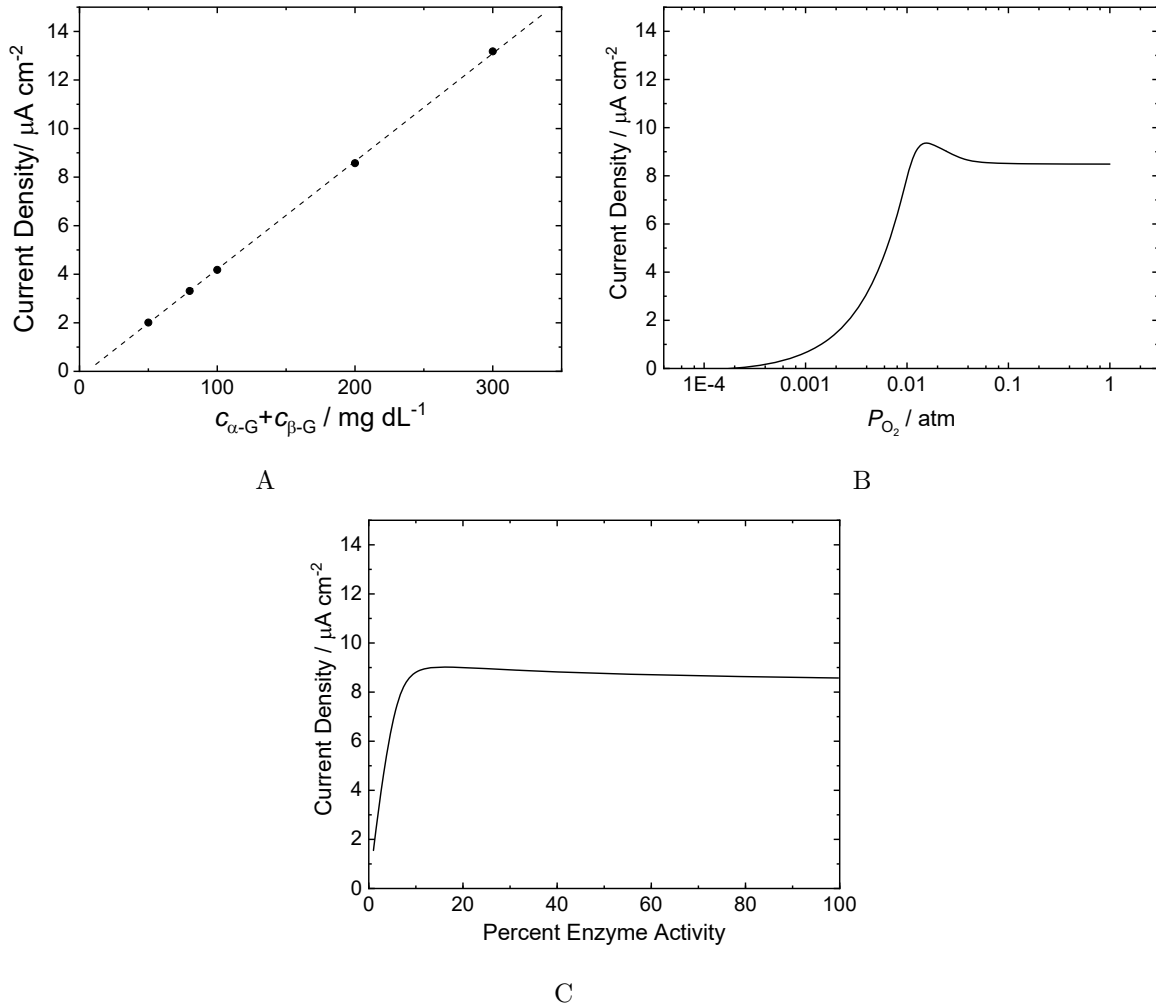 14
12
10
8
6
4
2
0
0 100 200 300
Current Density/ μA cm⁻²
c_α-G+c_β-G / mg dL⁻¹
A
14
12
10
8
6
4
2
0
1E-4 0.001 0.01 0.1 1
Current Density / μA cm⁻²
P_O₂ / atm
B
14
12
10
8
6
4
2
0
0 20 40 60 80 100
Current Density / μA cm⁻²
Percent Enzyme Activity
C